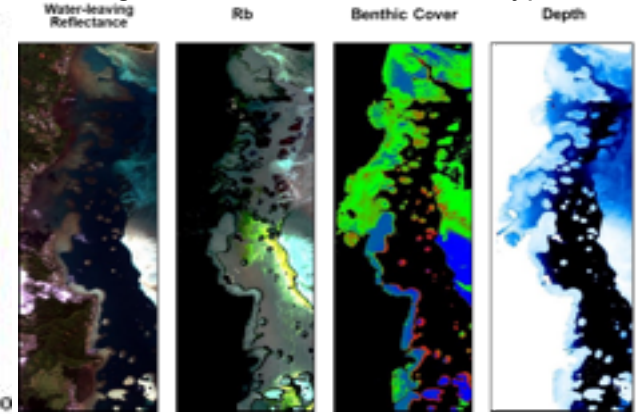 Water-leaving
Reflectance
Rb
Benthic Cover
Depth